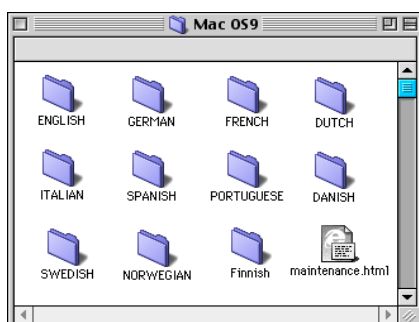 Mac OS9
ENGLISH GERMAN FRENCH DUTCH
ITALIAN SPANISH PORTUGUESE DANISH
SWEDISH NORWEGIAN Finnish maintenance.html